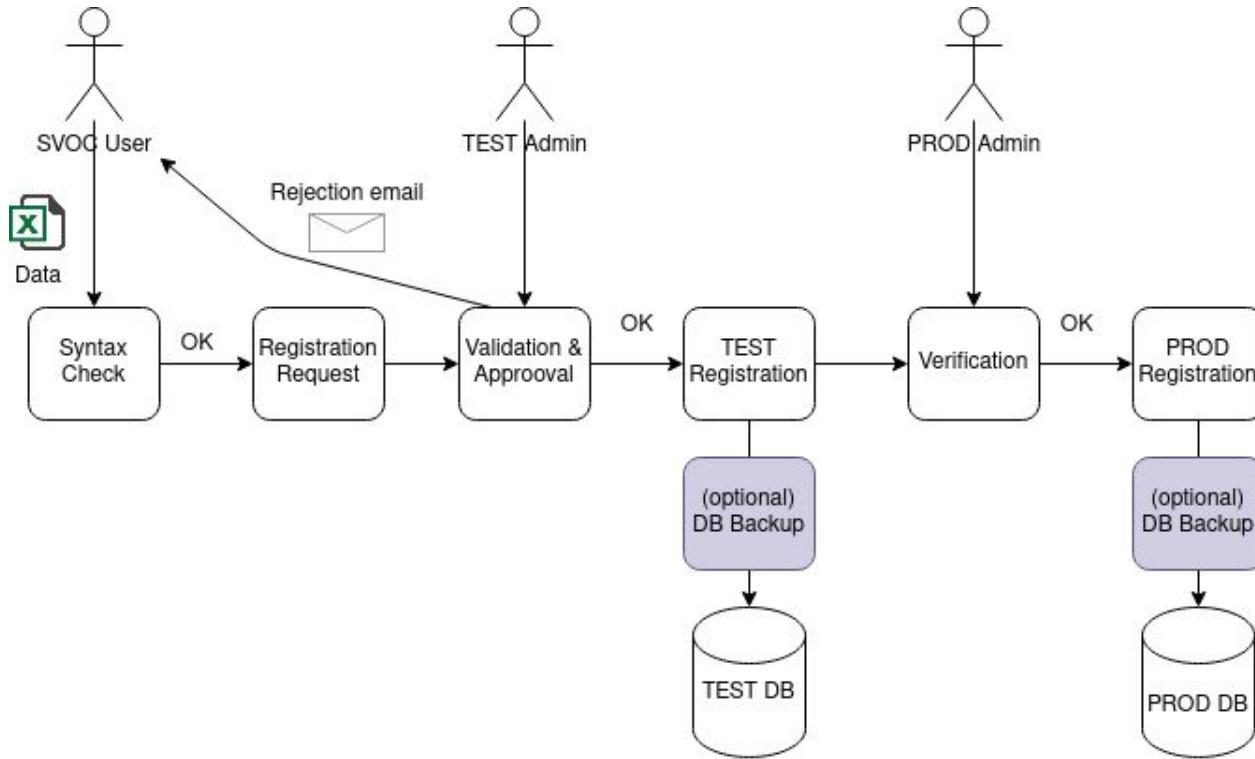 SVOC User
TEST Admin
PROD Admin
Rejection email
X
Data
Syntax
Check
OK
Registration
Request
Validation &
Approoval
OK
TEST
Registration
Verification
OK
PROD
Registration
(optional)
DB Backup
(optional)
DB Backup
TEST DB
PROD DB